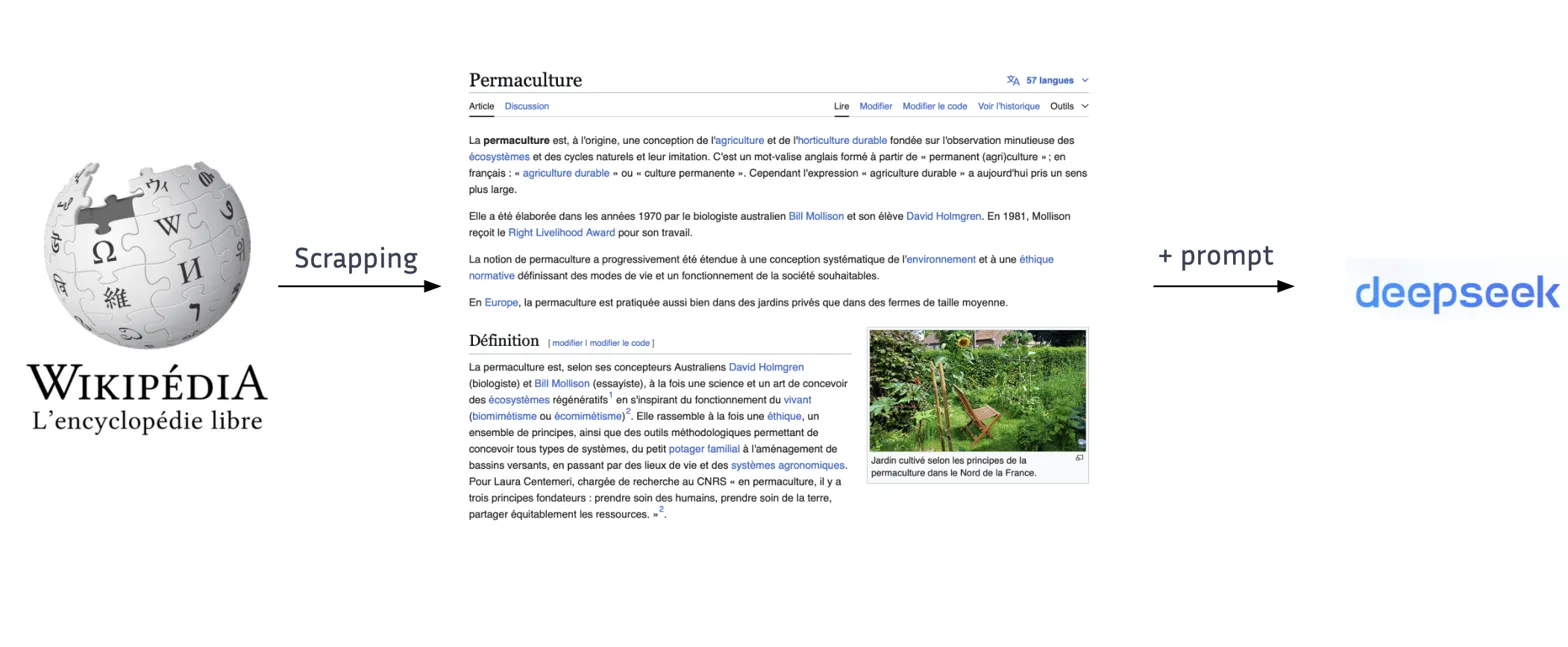 Ω
W
И
維
ウィ
7
WIKIPÉDIA
L'encyclopédie libre
Scrapping
Permaculture
57 langues
Article Discussion Lire Modifier Modifier le code Voir l'historique Outils
La permaculture est, à l'origine, une conception de l'agriculture et de l'horticulture durable fondée sur l'observation minutieuse des
écosystèmes et des cycles naturels et leur imitation. C'est un mot-valise anglais formé à partir de « permanent (agri)culture » ; en
français : « agriculture durable » ou « culture permanente ». Cependant l'expression « agriculture durable » a aujourd'hui pris un sens
plus large.
Elle a été élaborée dans les années 1970 par le biologiste australien Bill Mollison et son élève David Holmgren. En 1981, Mollison
reçoit le Right Livelihood Award pour son travail.
La notion de permaculture a progressivement été étendue à une conception systématique de l'environnement et à une éthique
normative définissant des modes de vie et un fonctionnement de la société souhaitables.
En Europe, la permaculture est pratiquée aussi bien dans des jardins privés que dans des fermes de taille moyenne.
Définition [ modifier | modifier le code ]
La permaculture est, selon ses concepteurs Australiens David Holmgren
(biologiste) et Bill Mollison (essayiste), à la fois une science et un art de concevoir
des écosystèmes régénératifs1 en s'inspirant du fonctionnement du vivant
(biomimétisme ou écomimétisme)2. Elle rassemble à la fois une éthique, un
ensemble de principes, ainsi que des outils méthodologiques permettant de
concevoir tous types de systèmes, du petit potager familial à l'aménagement de
bassins versants, en passant par des lieux de vie et des systèmes agronomiques.
Pour Laura Centemeri, chargée de recherche au CNRS « en permaculture, il y a
trois principes fondateurs : prendre soin des humains, prendre soin de la terre,
partager équitablement les ressources. »2.
Jardin cultivé selon les principes de la
permaculture dans le Nord de la France.
+ prompt
deepseek